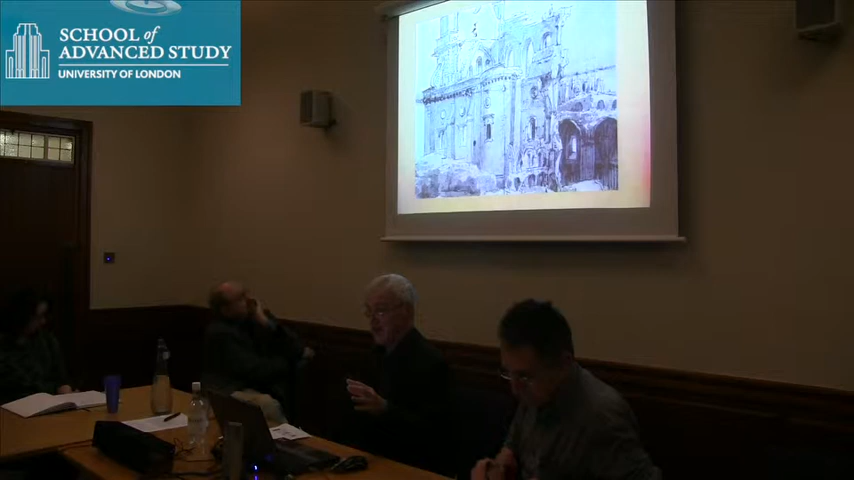 SCHOOL of
ADVANCED STUDY
UNIVERSITY OF LONDON